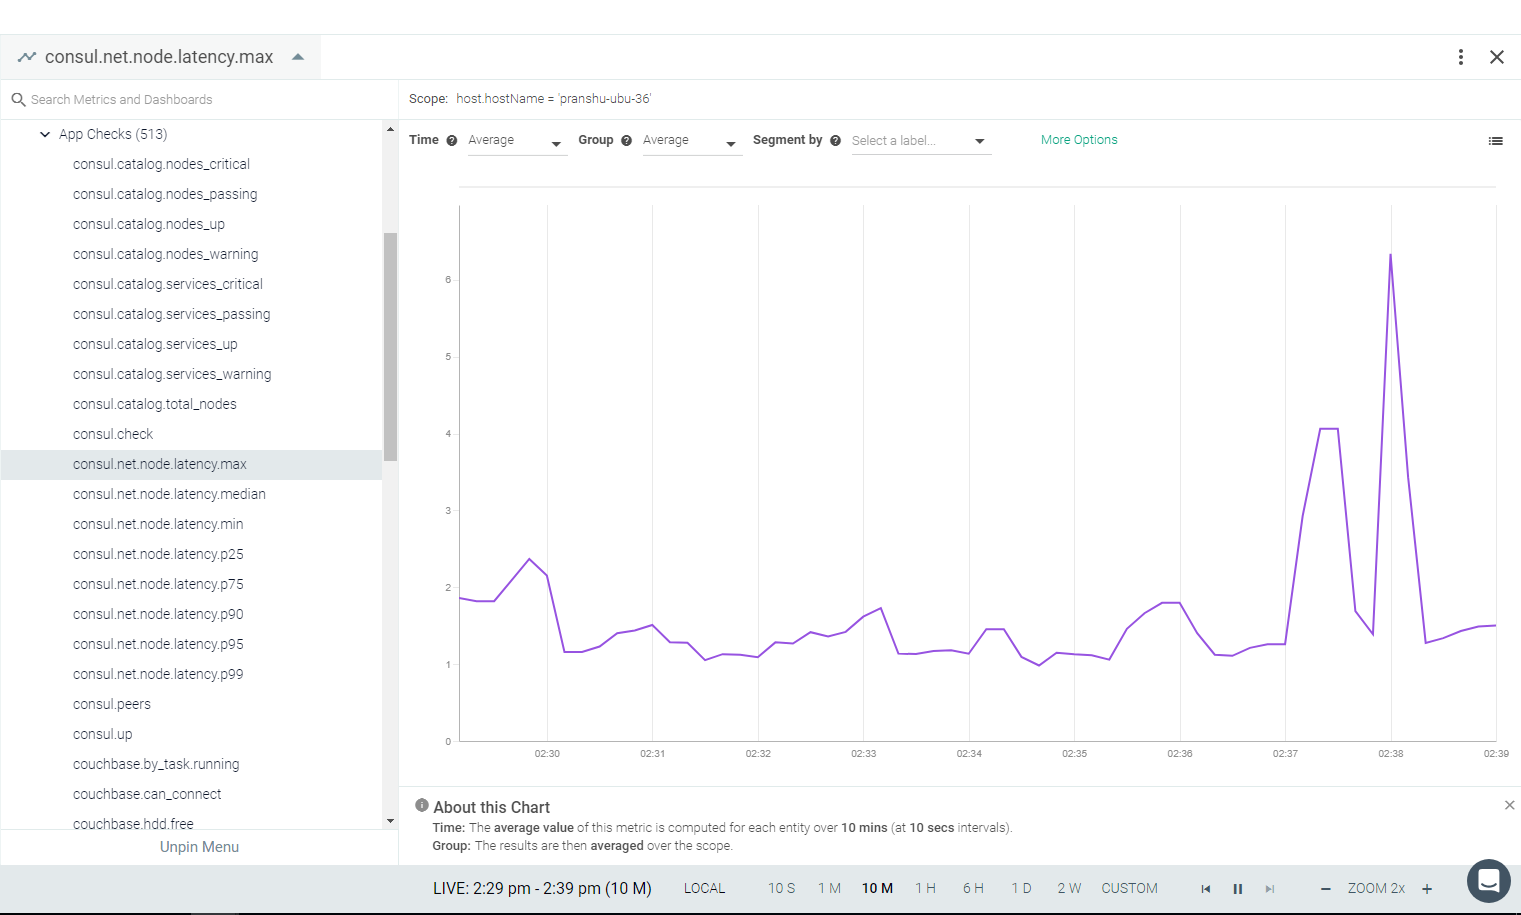 consul.net.node.latency.max
Search Metrics and Dashboards
App Checks (513)
consul.catalog.nodes_critical
consul.catalog.nodes_passing
consul.catalog.nodes_up
consul.catalog.nodes_warning
consul.catalog.services_critical
consul.catalog.services_passing
consul.catalog.services_up
consul.catalog.services_warning
consul.catalog.total_nodes
consul.check
consul.net.node.latency.max
consul.net.node.latency.median
consul.net.node.latency.min
consul.net.node.latency.p25
consul.net.node.latency.p75
consul.net.node.latency.p90
consul.net.node.latency.p95
consul.net.node.latency.p99
consul.peers
consul.up
couchbase.by_task.running
couchbase.can_connect
couchbase.hdd.free
Unpin Menu
Scope: host.hostName = 'pranshu-ubu-36'
Time ? Average Group ? Average Segment by ? Select a label... More Options
6
5
4
3
2
1
0
02:30 02:31 02:32 02:33 02:34 02:35 02:36 02:37 02:38 02:39
About this Chart
Time: The average value of this metric is computed for each entity over 10 mins (at 10 secs intervals).
Group: The results are then averaged over the scope.
LIVE: 2:29 pm - 2:39 pm (10 M) LOCAL 10 S 1 M 10 M 1 H 6 H 1 D 2 W CUSTOM ZOOM 2x